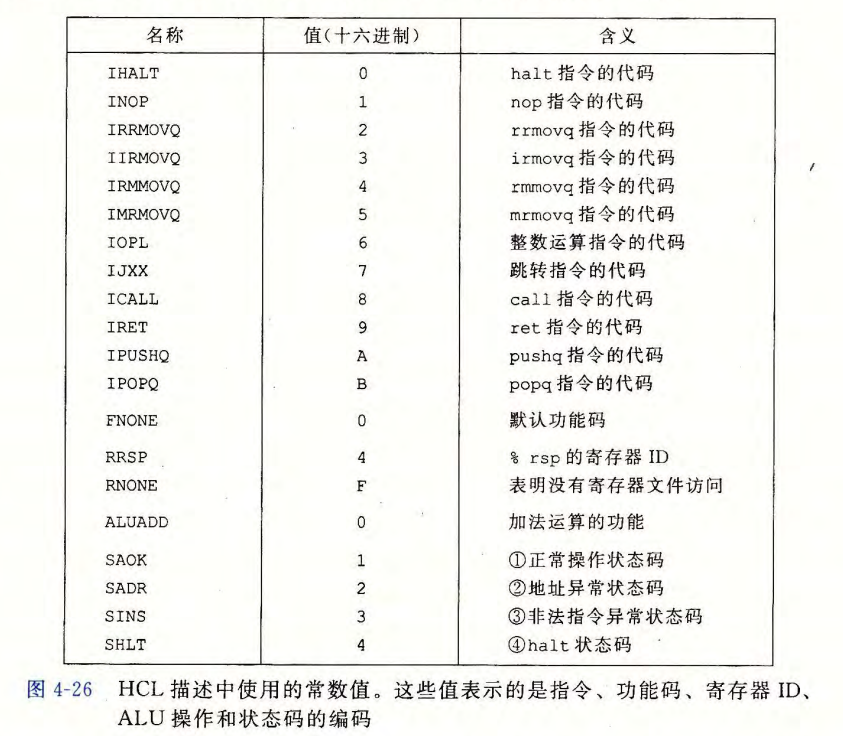 名称 值(十六进制) 含义
IHALT 0 halt 指令的代码
INOP 1 nop 指令的代码
IRRMOVQ 2 rrmovq 指令的代码
IIRMOVQ 3 irmovq 指令的代码
IRMMOVQ 4 rmmovq 指令的代码
IMRMOVQ 5 mrmovq 指令的代码
IOPL 6 整数运算指令的代码
IJXX 7 跳转指令的代码
ICALL 8 call 指令的代码
IRET 9 ret 指令的代码
IPUSHQ A pushq 指令的代码
IPOPQ B popq 指令的代码
FNONE 0 默认功能码
RRSP 4 % rsp 的寄存器 ID
RNONE F 表明没有寄存器文件访问
ALUADD 0 加法运算的功能
SAOK 1 ①正常操作状态码
SADR 2 ②地址异常状态码
SINS 3 ③非法指令异常状态码
SHLT 4 ④halt 状态码
图 4-26 HCL 描述中使用的常数值。这些值表示的是指令、功能码、寄存器 ID、
ALU 操作和状态码的编码